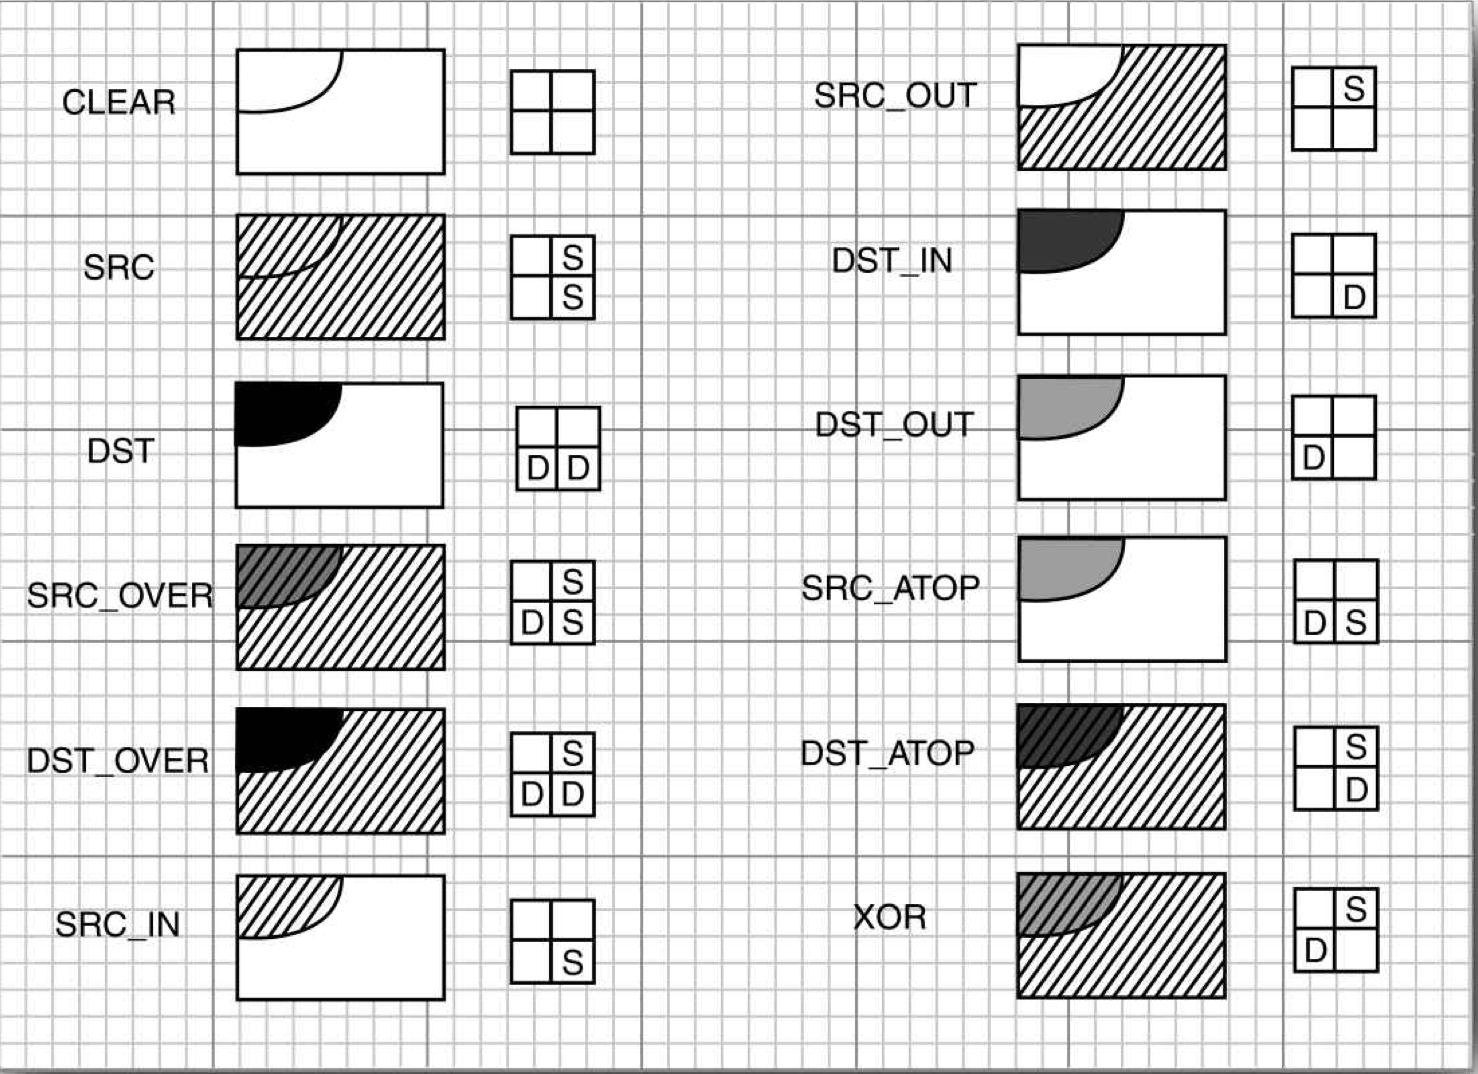 CLEAR
SRC
S
S
DST
D D
SRC_OVER
S
D S
DST_OVER
S
D D
SRC_IN
S
SRC_OUT
S
DST_IN
D
DST_OUT
D
SRC_ATOP
D S
DST_ATOP
S
D
XOR
S
D